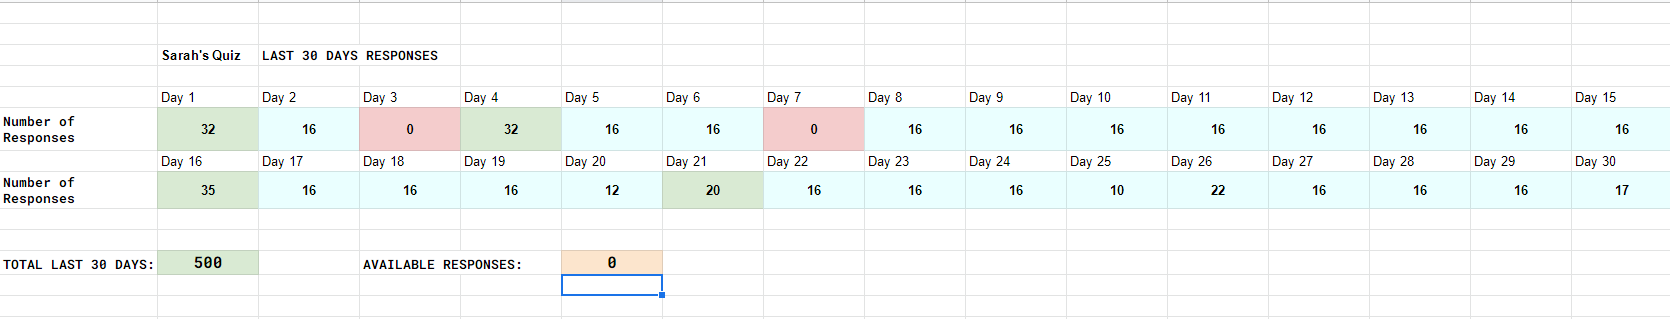 Sarah's Quiz LAST 30 DAYS RESPONSES
Day 1 Day 2 Day 3 Day 4 Day 5 Day 6 Day 7 Day 8 Day 9 Day 10 Day 11 Day 12 Day 13 Day 14 Day 15
Number of
Responses
32 16 0 32 16 16 0 16 16 16 16 16 16 16 16
Day 16 Day 17 Day 18 Day 19 Day 20 Day 21 Day 22 Day 23 Day 24 Day 25 Day 26 Day 27 Day 28 Day 29 Day 30
Number of
Responses
35 16 16 16 12 20 16 16 16 10 22 16 16 16 17
TOTAL LAST 30 DAYS: 500 AVAILABLE RESPONSES: 0